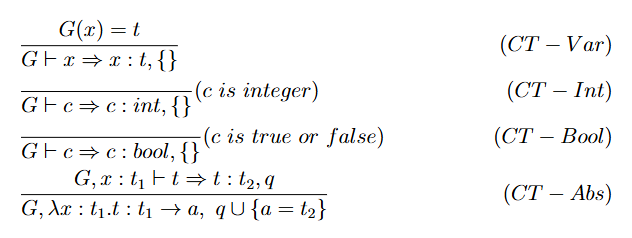 G(x) = t
G ⊢ x ⇒ x : t, {} (CT − Var)
(c is integer) (CT − Int)
G ⊢ c ⇒ c : int, {}
(c is true or false) (CT − Bool)
G ⊢ c ⇒ c : bool, {}
G, x : t₁ ⊢ t ⇒ t : t₂, q
(CT − Abs)
G, λx : t₁.t : t₁ → a, q ∪ {a = t₂}